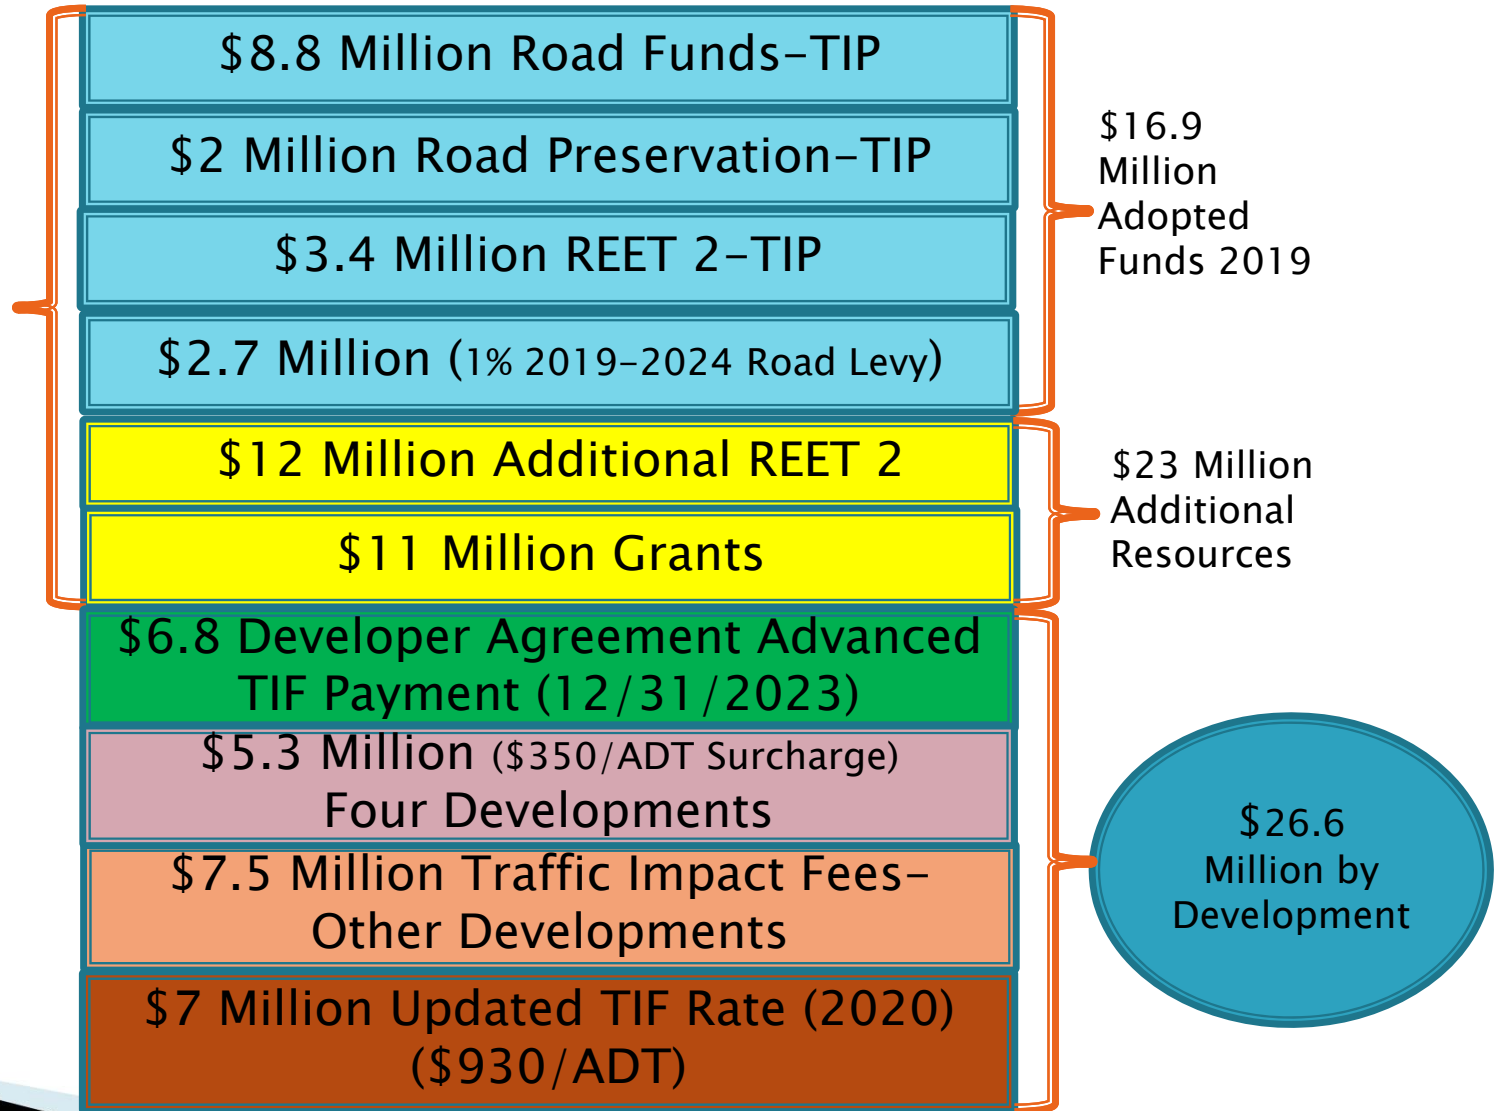 $8.8 Million Road Funds–TIP
$2 Million Road Preservation–TIP
$3.4 Million REET 2–TIP
$2.7 Million (1% 2019–2024 Road Levy)
$16.9
Million
Adopted
Funds 2019
$12 Million Additional REET 2
$11 Million Grants
$23 Million
Additional
Resources
$6.8 Developer Agreement Advanced
TIF Payment (12/31/2023)
$5.3 Million ($350/ADT Surcharge)
Four Developments
$7.5 Million Traffic Impact Fees–
Other Developments
$7 Million Updated TIF Rate (2020)
($930/ADT)
$26.6
Million by
Development